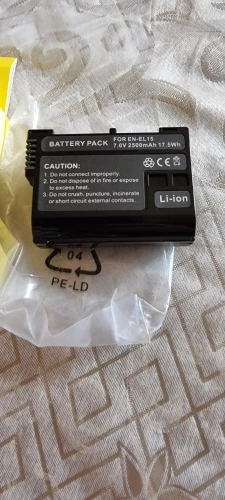 BATTERY PACK FOR EN-EL15
7.0V 2500mAh 17.5Wh
CAUTION:
1. Do not connect improperly.
2. Do not dispose of in fire or expose
to excess heat.
3. Do not crush, puncture, incinerate
or short circuit external contacts.
CE FC
Li-ion
04
PE-LD